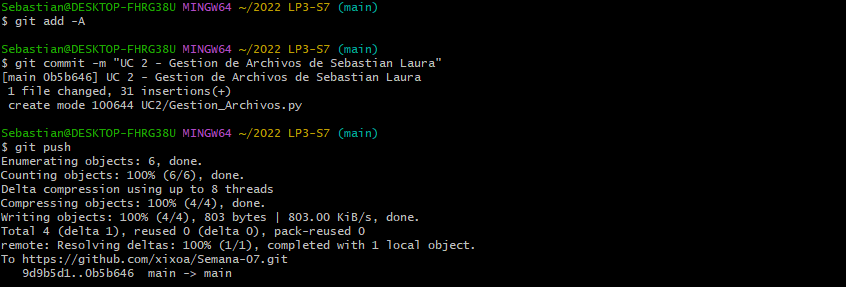 Sebastian@DESKTOP-FHRG38U MINGW64 ~/2022 LP3-S7 (main)
$ git add -A

Sebastian@DESKTOP-FHRG38U MINGW64 ~/2022 LP3-S7 (main)
$ git commit -m "UC 2 - Gestion de Archivos de Sebastian Laura"
[main 0b5b646] UC 2 - Gestion de Archivos de Sebastian Laura
 1 file changed, 31 insertions(+)
 create mode 100644 UC2/Gestion_Archivos.py

Sebastian@DESKTOP-FHRG38U MINGW64 ~/2022 LP3-S7 (main)
$ git push
Enumerating objects: 6, done.
Counting objects: 100% (6/6), done.
Delta compression using up to 8 threads
Compressing objects: 100% (4/4), done.
Writing objects: 100% (4/4), 803 bytes | 803.00 KiB/s, done.
Total 4 (delta 1), reused 0 (delta 0), pack-reused 0
remote: Resolving deltas: 100% (1/1), completed with 1 local object.
To https://github.com/xixoa/Semana-07.git
   9d9b5d1..0b5b646  main -> main